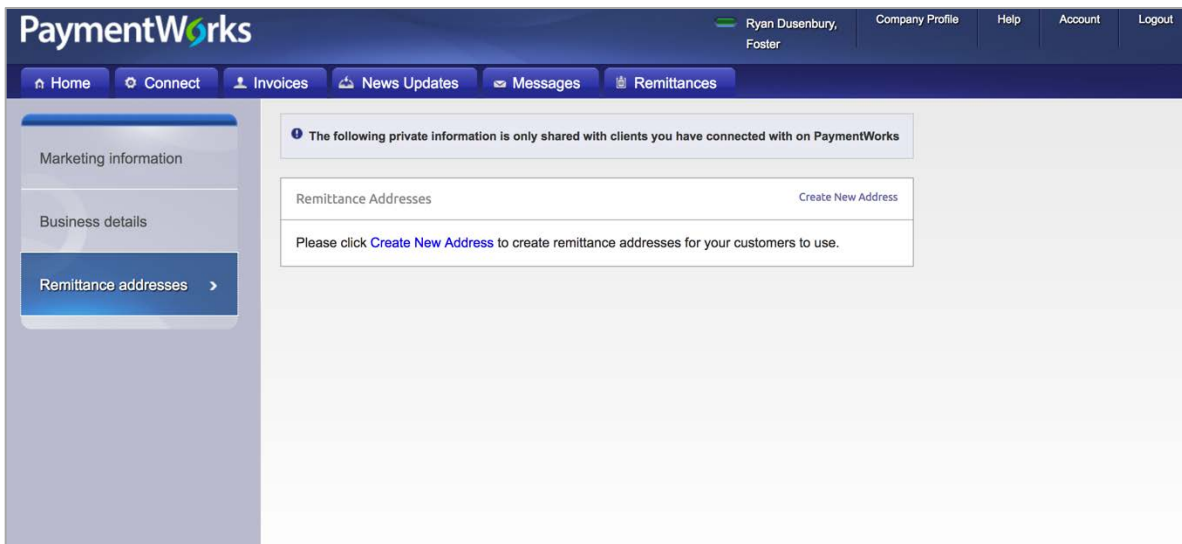 PaymentWorks
Ryan Dusenbury,
Foster
Company Profile
Help
Account
Logout
Home
Connect
Invoices
News Updates
Messages
Remittances
Marketing information
Business details
Remittance addresses
The following private information is only shared with clients you have connected with on PaymentWorks
Remittance Addresses
Create New Address
Please click Create New Address to create remittance addresses for your customers to use.